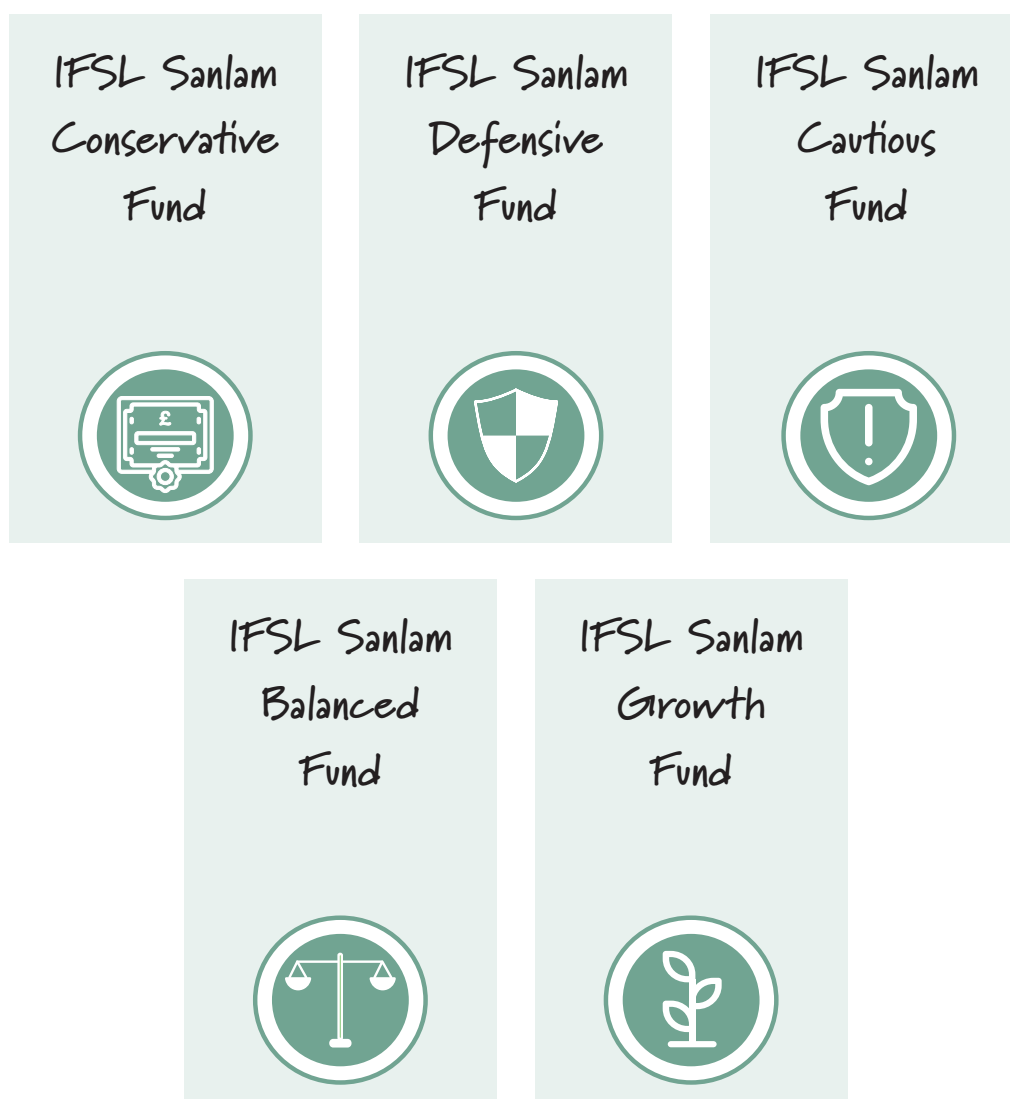 IFSL Sanlam
Conservative
Fund
£
IFSL Sanlam
Defensive
Fund
IFSL Sanlam
Cautious
Fund
!
IFSL Sanlam
Balanced
Fund
IFSL Sanlam
Growth
Fund